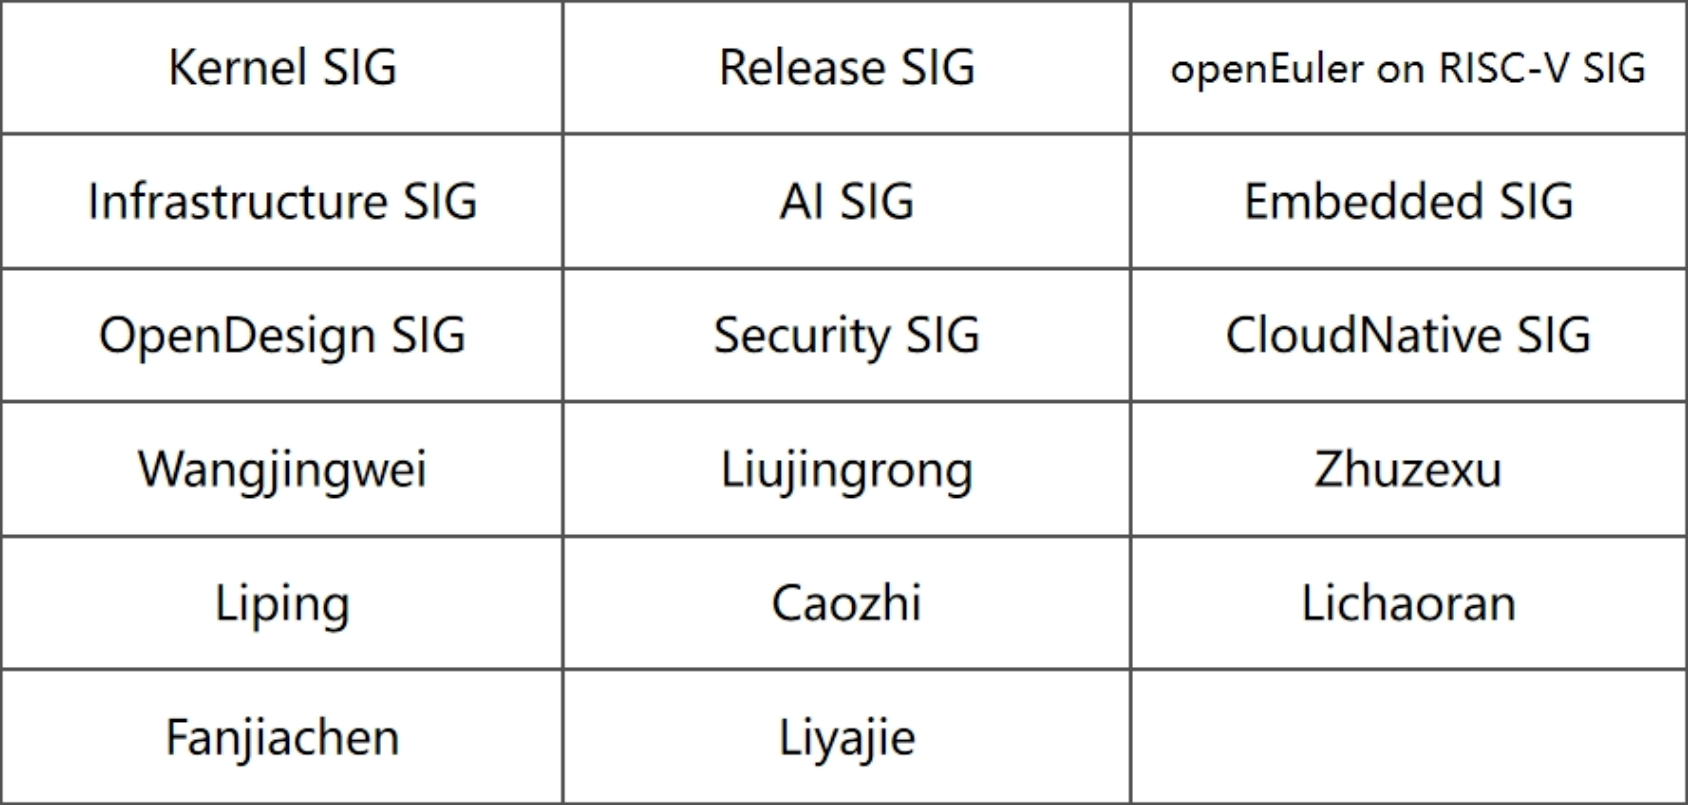 Kernel SIG
Release SIG
openEuler on RISC-V SIG
Infrastructure SIG
AI SIG
Embedded SIG
OpenDesign SIG
Security SIG
CloudNative SIG
Wangjingwei
Liujingrong
Zhuzexu
Liping
Caozhi
Lichaoran
Fanjiachen
Liyajie